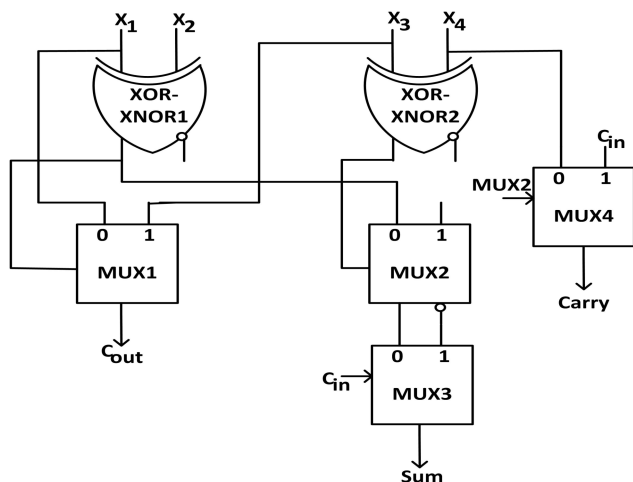 X1 X2 X3 X4
XOR-
XNOR1
XOR-
XNOR2
Cin
MUX2
0 1
MUX4
0 1
MUX1
0 1
MUX2
Carry
Cout
0 1
Cin
MUX3
Sum